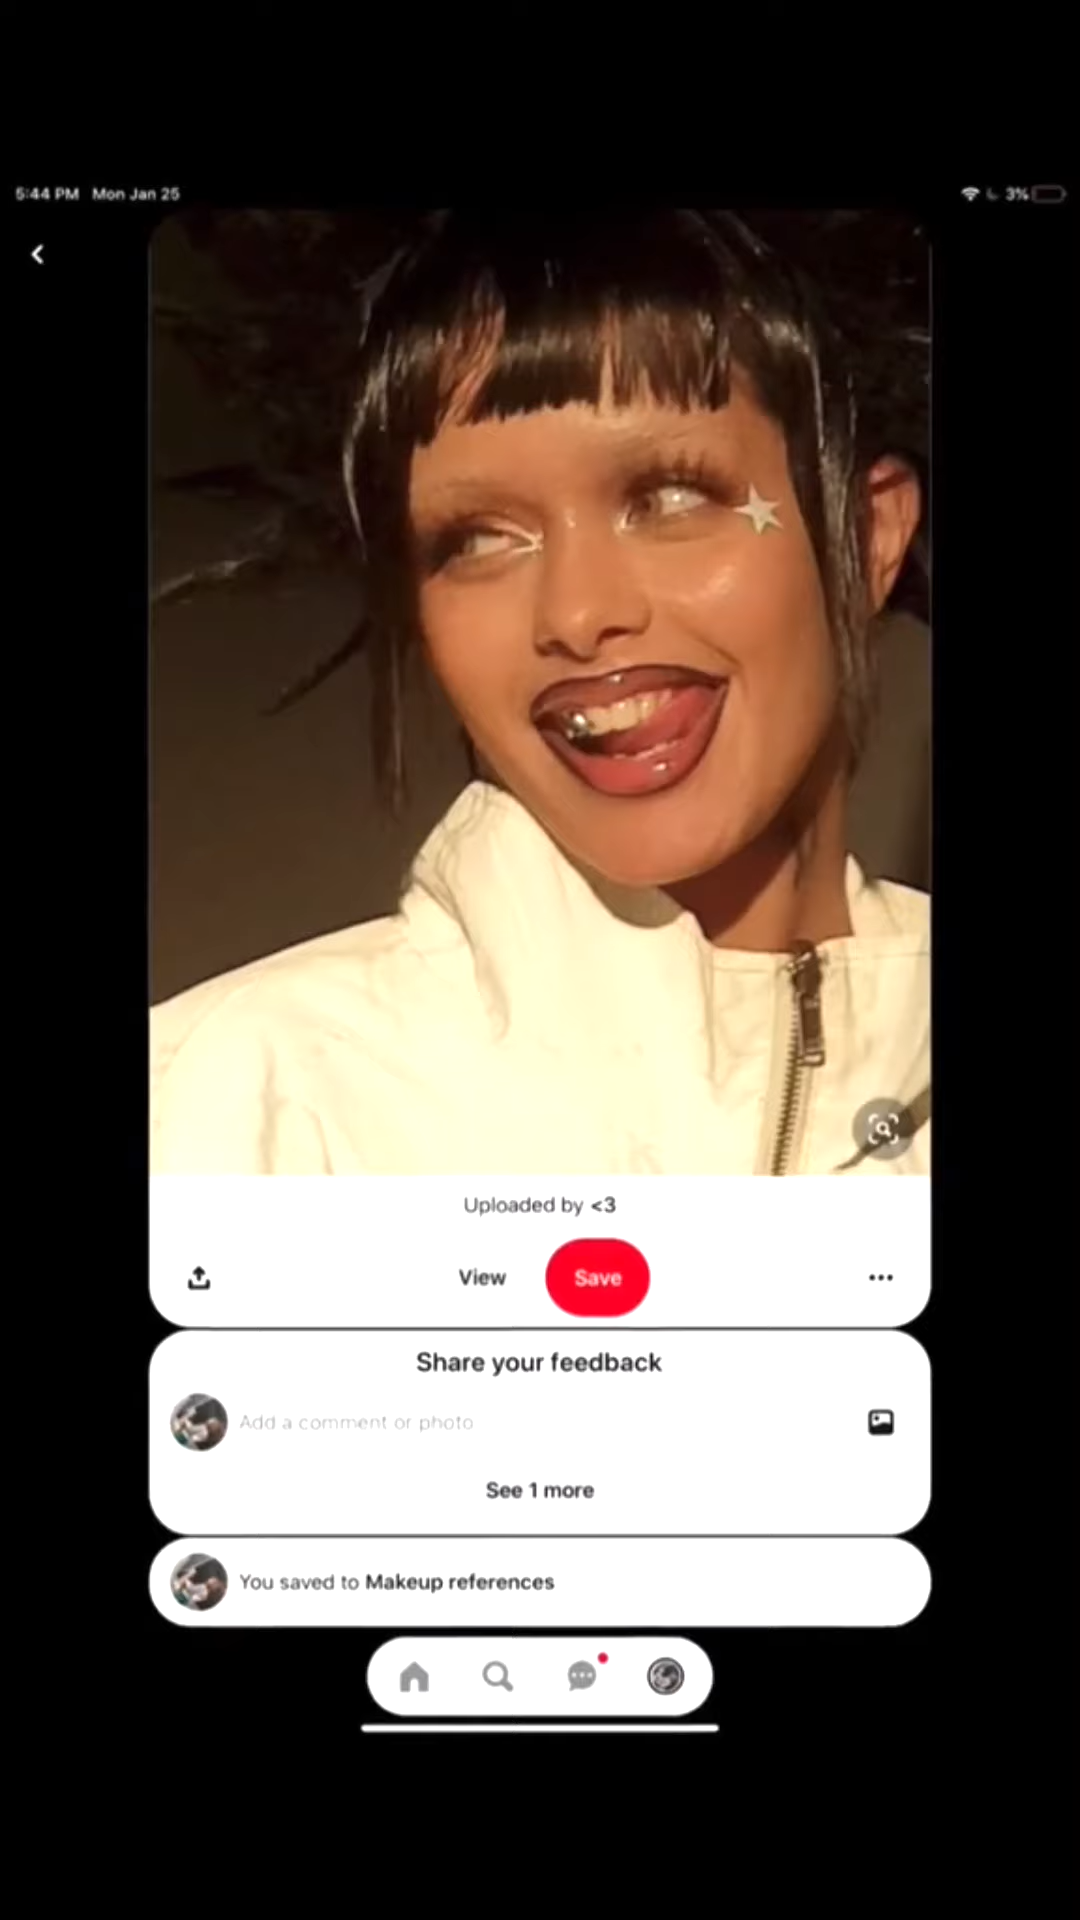 5:44 PM Mon Jan 25
3%
Uploaded by <3
View
Save
Share your feedback
Add a comment or photo
See 1 more
You saved to Makeup references